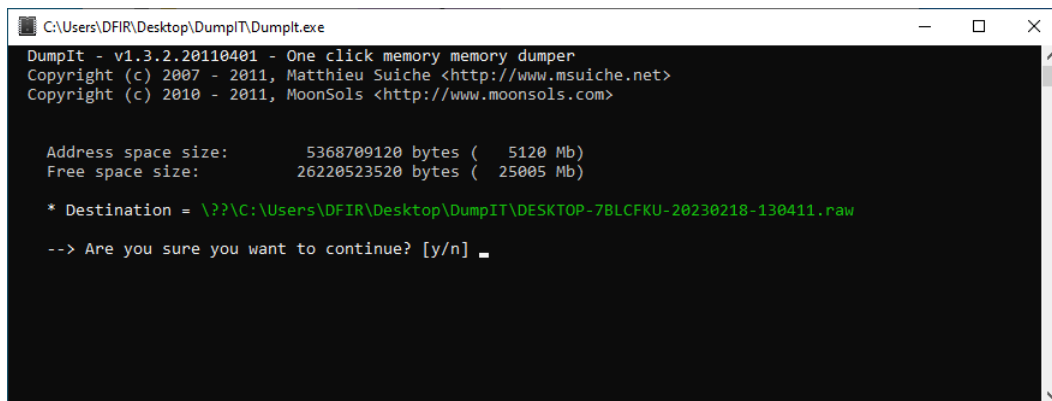 C:\Users\DFIR\Desktop\DumpIT\DumpIt.exe
DumpIt - v1.3.2.20110401 - One click memory memory dumper
Copyright (c) 2007 - 2011, Matthieu Suiche <http://www.msuiche.net>
Copyright (c) 2010 - 2011, MoonSols <http://www.moonsols.com>
Address space size:        5368709120 bytes (   5120 Mb)
Free space size:          26220523520 bytes (  25005 Mb)
* Destination = \??\C:\Users\DFIR\Desktop\DumpIT\DESKTOP-7BLCFKU-20230218-130411.raw
--> Are you sure you want to continue? [y/n] _